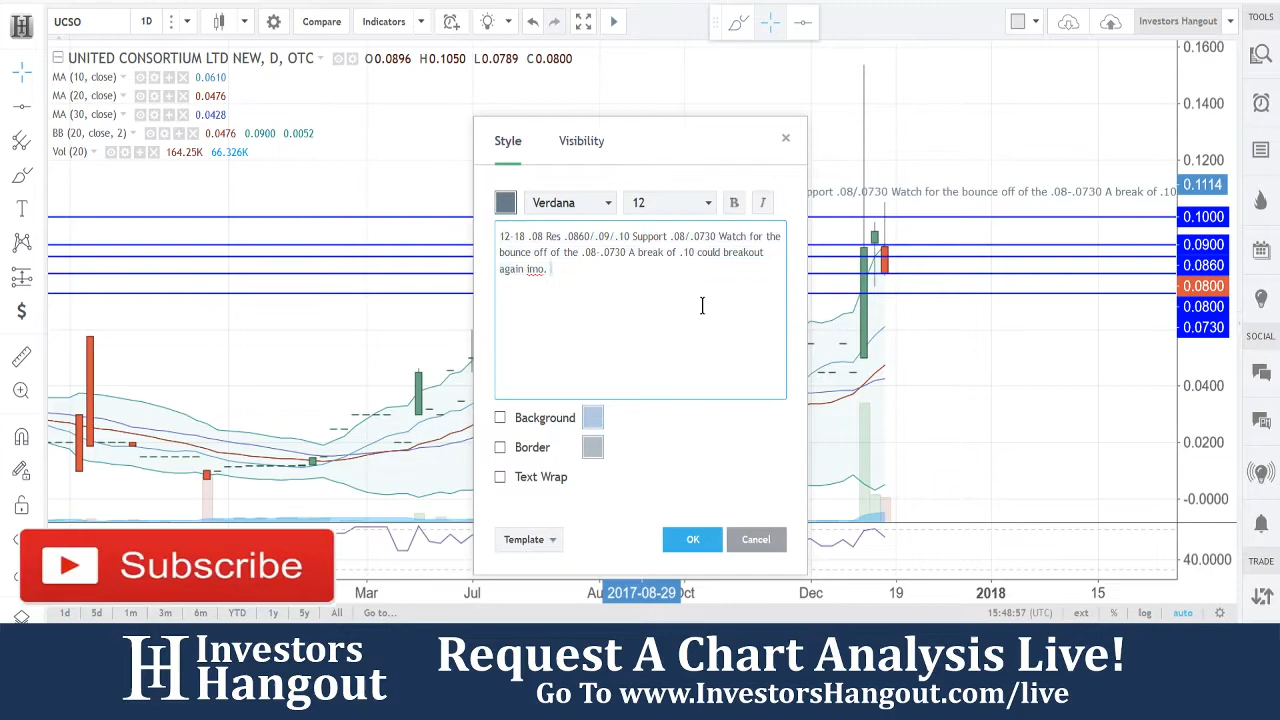 UCSO
1D
Compare
Indicators
Investors Hangout
TOOLS
UNITED CONSORTIUM LTD NEW, D, OTC
O0.0896 H0.1050 L0.0789 C0.0800
MA (10, close)
0.0610
MA (20, close)
0.0476
MA (30, close)
0.0428
BB (20, close, 2)
0.0476 0.0900 0.0052
Vol (20)
164.25K 66.326K
Style
Visibility
×
Verdana
12
B
I
12-18 .08 Res .0860/.09/.10 Support .08/.0730 Watch for the
bounce off of the .08-.0730 A break of .10 could breakout
again imo.
Background
Border
Text Wrap
Template
OK
Cancel
upport .08/.0730 Watch for the bounce off of the .08-.0730 A break of .10
0.1600
0.1400
0.1200
0.1114
0.1000
0.0900
0.0860
0.0800
0.0800
0.0730
0.0400
0.0200
-0.0000
40.0000
SOCIAL
TRADE
Mar
Jul
Au
2017-08-29
Oct
Dec
19
2018
15
1d
5d
1m
3m
6m
YTD
1y
5y
All
Go to...
15:48:57 (UTC)
ext
%
log
auto
Subscribe
H
Investors
Hangout
Request A Chart Analysis Live!
Go To www.InvestorsHangout.com/live